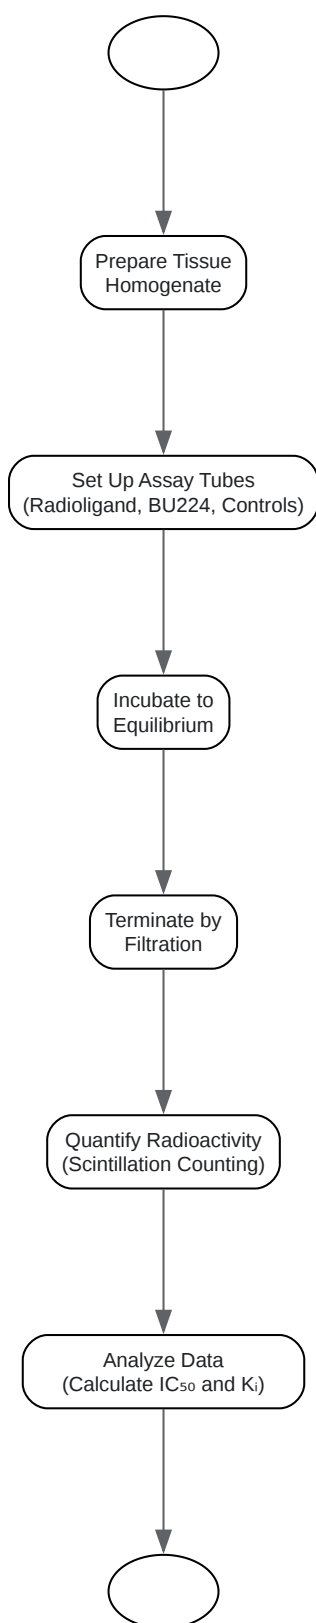 Prepare Tissue
Homogenate
Set Up Assay Tubes
(Radioligand, BU224, Controls)
Incubate to
Equilibrium
Terminate by
Filtration
Quantify Radioactivity
(Scintillation Counting)
Analyze Data
(Calculate IC₅₀ and Kᵢ)